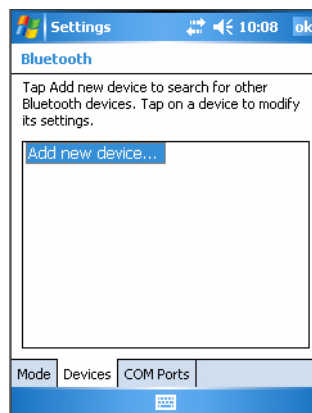 Settings 10:08 ok
Bluetooth
Tap Add new device to search for other
Bluetooth devices. Tap on a device to modify
its settings.
Add new device...
Mode Devices COM Ports